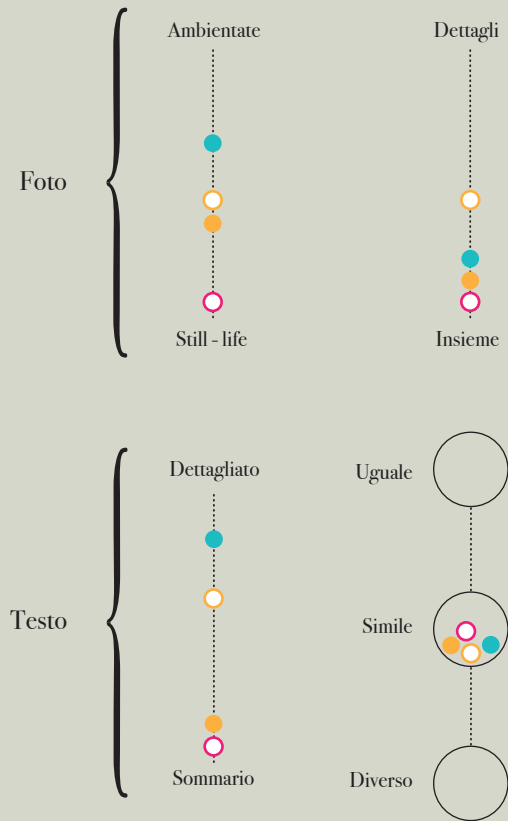 Ambientate
Dettagli
Foto
Still - life
Insieme
Dettagliato
Uguale
Testo
Simile
Sommario
Diverso